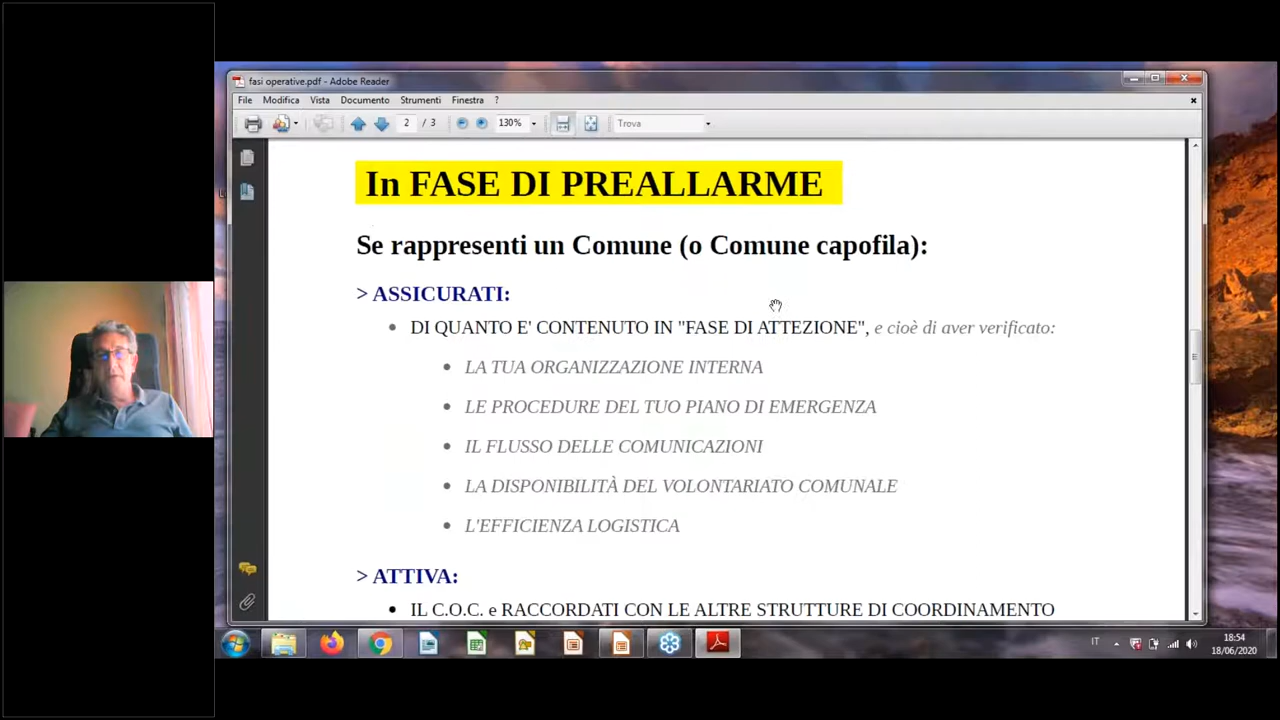 fasi operative.pdf - Adobe Reader
File Modifica Vista Documento Strumenti Finestra ?
2 / 3 130% Trova
In FASE DI PREALLARME
Se rappresenti un Comune (o Comune capofila):
> ASSICURATI:
• DI QUANTO E' CONTENUTO IN "FASE DI ATTEZIONE", e cioè di aver verificato:
• LA TUA ORGANIZZAZIONE INTERNA
• LE PROCEDURE DEL TUO PIANO DI EMERGENZA
• IL FLUSSO DELLE COMUNICAZIONI
• LA DISPONIBILITÀ DEL VOLONTARIATO COMUNALE
• L'EFFICIENZA LOGISTICA
> ATTIVA:
• IL C.O.C. e RACCORDATI CON LE ALTRE STRUTTURE DI COORDINAMENTO
IT 18:54
18/06/2020